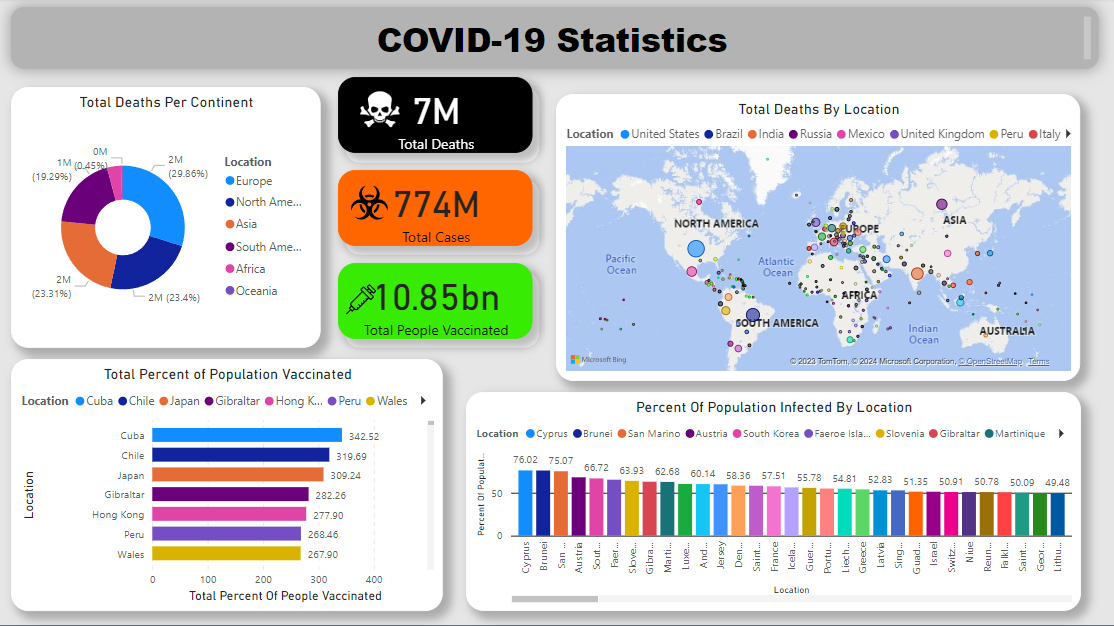 COVID-19 Statistics
Total Deaths Per Continent
0M
(0.45%)
1M
(19.29%)
2M
(29.86%)
2M
(23.31%)
2M (23.4%)
Location
Europe
North Ame...
Asia
South Ame...
Africa
Oceania
7M
Total Deaths
774M
Total Cases
10.85bn
Total People Vaccinated
Total Deaths By Location
Location United States Brazil India Russia Mexico United Kingdom Peru Italy
NORTH AMERICA
EUROPE
ASIA
Pacific
Ocean
Atlantic
Ocean
AFRICA
SOUTH AMERICA
Indian
Ocean
AUSTRALIA
Microsoft Bing
© 2023 TomTom, © 2024 Microsoft Corporation, © OpenStreetMap Terms
Total Percent of Population Vaccinated
Location Cuba Chile Japan Gibraltar Hong K... Peru Wales
Location
Cuba 342.52
Chile 319.69
Japan 309.24
Gibraltar 282.26
Hong Kong 277.90
Peru 268.46
Wales 267.90
0 100 200 300 400
Total Percent Of People Vaccinated
Percent Of Population Infected By Location
Location Cyprus Brunei San Marino Austria South Korea Faeroe Isla... Slovenia Gibraltar Martinique
Percent Of Populat...
76.02 75.07 66.72 63.93 62.68 60.14 58.36 57.51 55.78 54.81 52.83 51.35 50.91 50.78 50.09 49.48
50
0
Cyprus Brunei San ... Austria Sout... Faer... Slove... Gibra... Marti... Luxe... And... Jersey Den... Saint... France Icela... Guer... Portu... Liech... Greece Latvia Sing... Guad... Israel Switz... Niue Reun... Falkl... Saint... Geor... Lithu...
Location